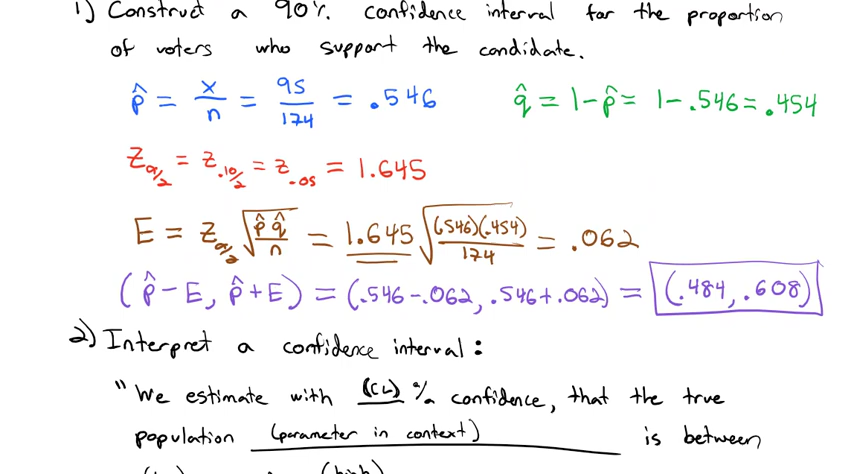 1) Construct a 90% confidence interval for the proportion
of voters who support the candidate.
p̂ = x/n = 95/174 = .546 q̂ = 1-p̂ = 1-.546 = .454
Z_α/2 = Z_.10/2 = Z_.05 = 1.645
E = Z_α/2 √(p̂ q̂/n) = 1.645 √((.546)(.454)/174) = .062
(p̂-E, p̂+E) = (.546-.062, .546+.062) = (.484, .608)
2) Interpret a confidence interval:
"We estimate with (CL) % confidence, that the true
population (parameter in context) is between
(high)